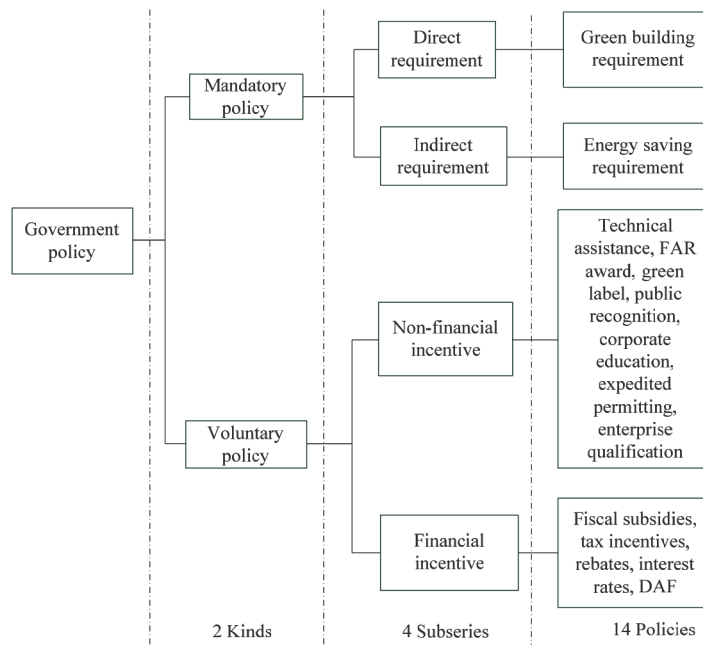 Government
policy
Mandatory
policy
Voluntary
policy
Direct
requirement
Indirect
requirement
Non-financial
incentive
Financial
incentive
Green building
requirement
Energy saving
requirement
Technical
assistance, FAR
award, green
label, public
recognition,
corporate
education,
expedited
permitting,
enterprise
qualification
Fiscal subsidies,
tax incentives,
rebates, interest
rates, DAF
2 Kinds
4 Subseries
14 Policies